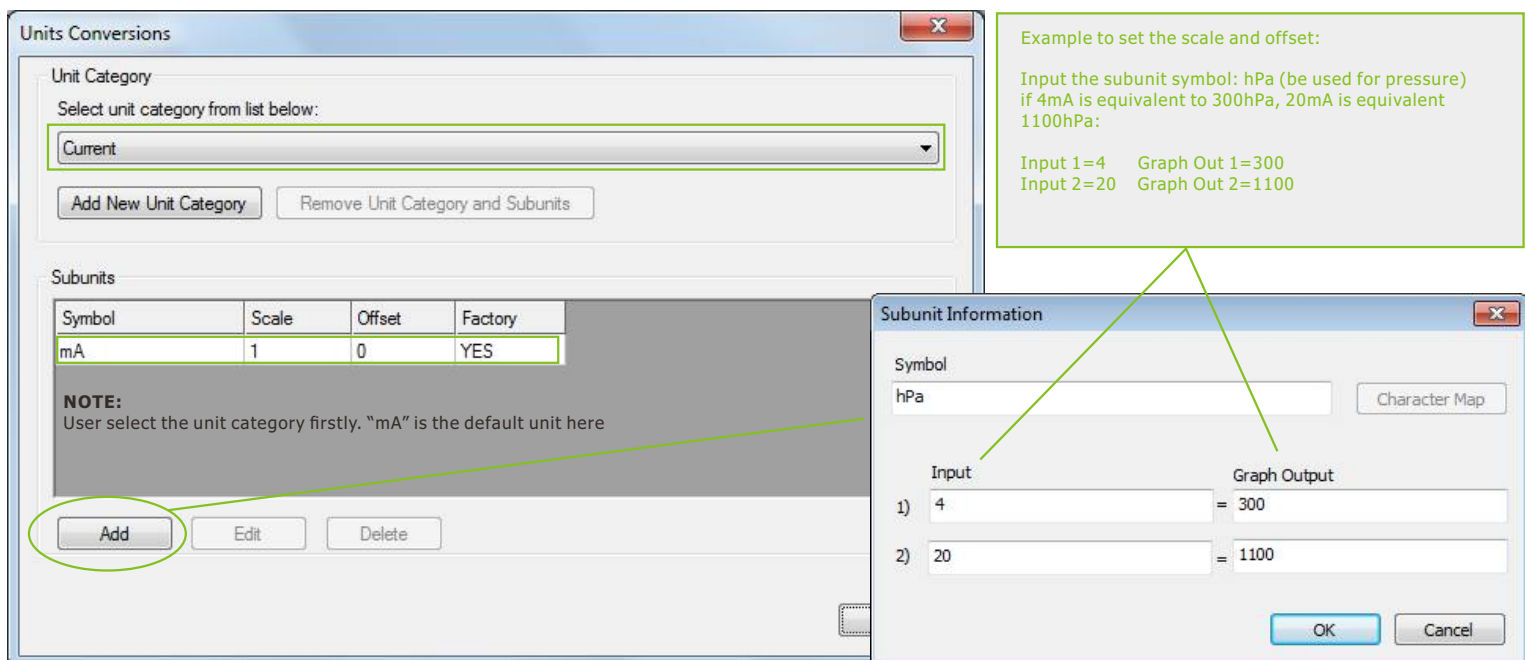 Units Conversions
Unit Category
Select unit category from list below:
Current
Add New Unit Category
Remove Unit Category and Subunits
Subunits
Symbol Scale Offset Factory
mA 1 0 YES
NOTE:
User select the unit category firstly. “mA” is the default unit here
Add Edit Delete
Example to set the scale and offset:
Input the subunit symbol: hPa (be used for pressure)
if 4mA is equivalent to 300hPa, 20mA is equivalent
1100hPa:
Input 1=4 Graph Out 1=300
Input 2=20 Graph Out 2=1100
Subunit Information
Symbol
hPa Character Map
Input Graph Output
1) 4 = 300
2) 20 = 1100
OK Cancel